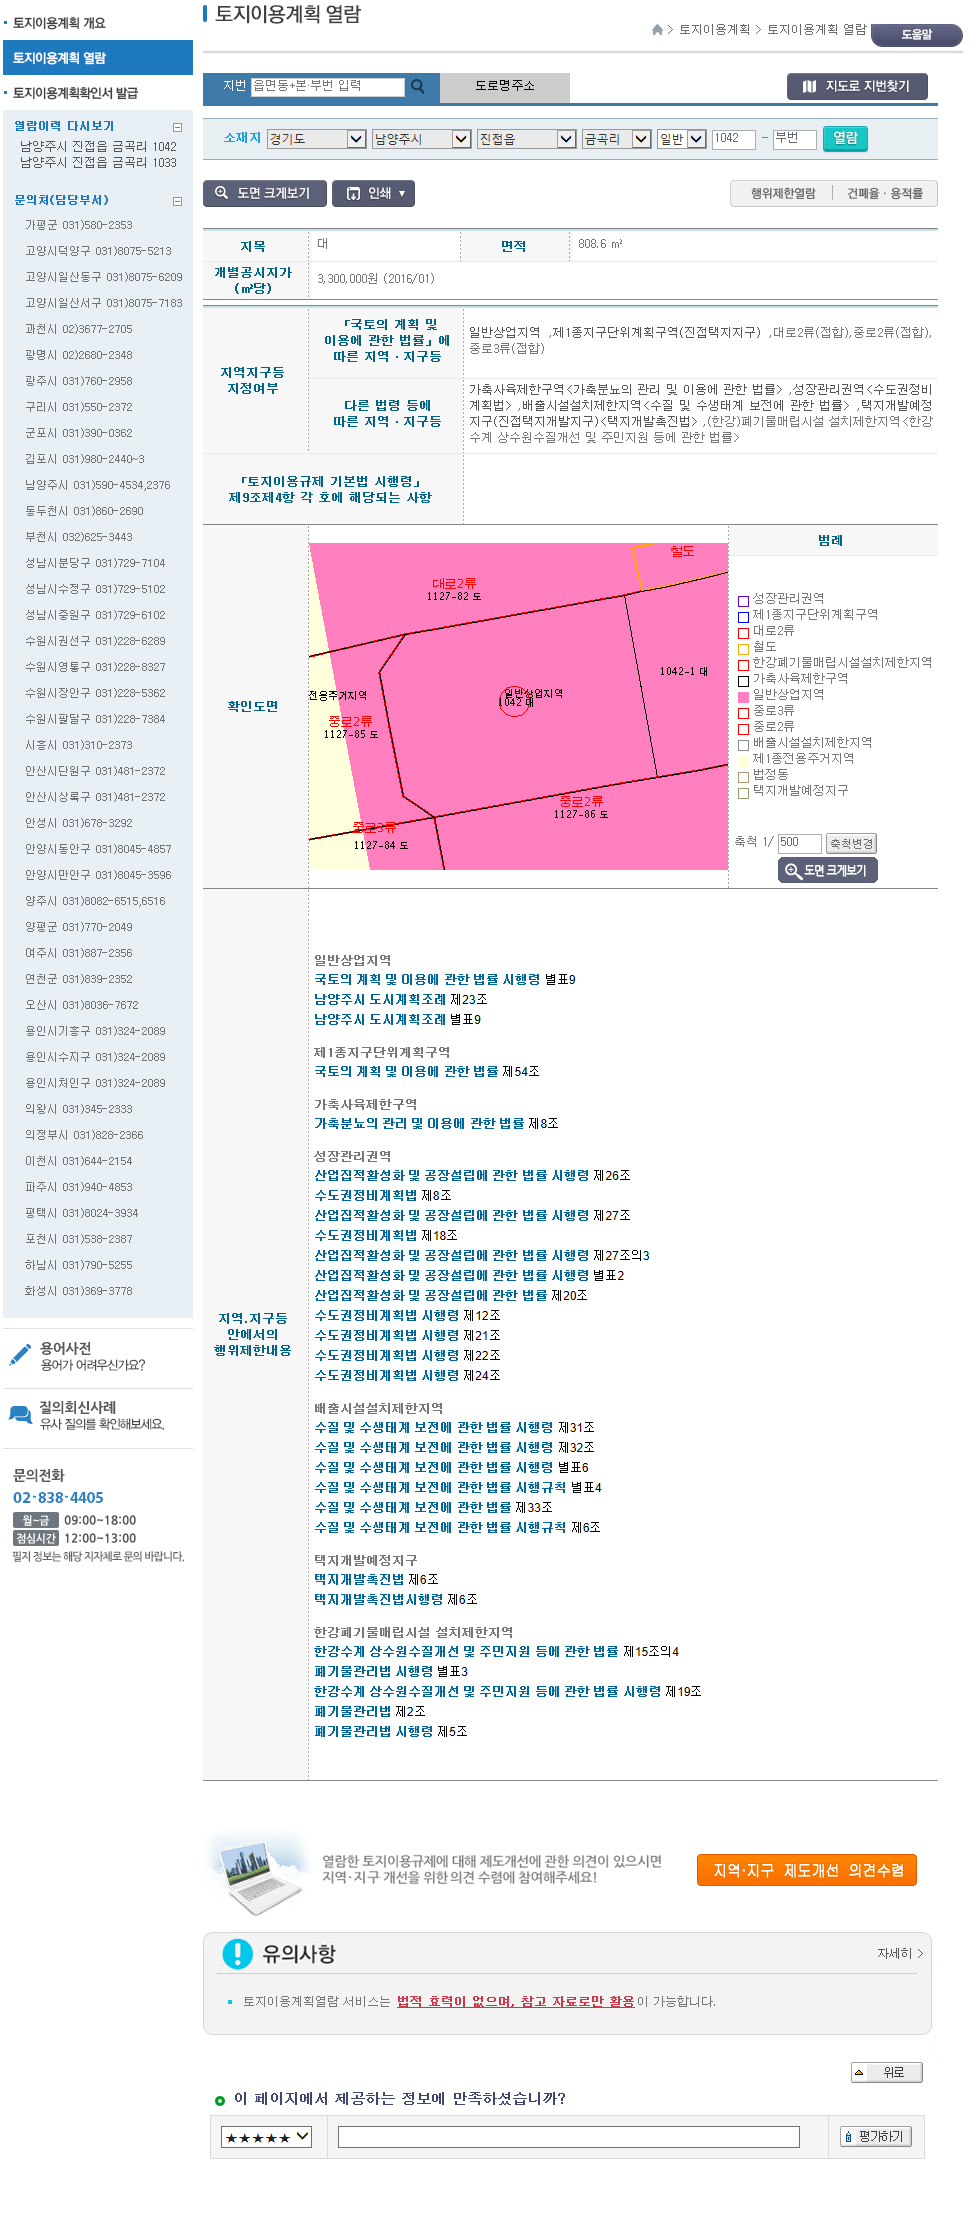 토지이용계획 개요
토지이용계획 열람
토지이용계획확인서 발급
열람이력 다시보기
남양주시 진접읍 금곡리 1042
남양주시 진접읍 금곡리 1033
문의처(담당부서)
가평군 031)580-2353
고양시덕양구 031)8075-5213
고양시일산동구 031)8075-6209
고양시일산서구 031)8075-7183
과천시 02)3677-2705
광명시 02)2680-2348
광주시 031)760-2958
구리시 031)550-2372
군포시 031)390-0362
김포시 031)980-2440~3
남양주시 031)590-4534,2376
동두천시 031)860-2690
부천시 032)625-3443
성남시분당구 031)729-7104
성남시수정구 031)729-5102
성남시중원구 031)729-6102
수원시권선구 031)228-6289
수원시영통구 031)228-8327
수원시장안구 031)228-5362
수원시팔달구 031)228-7384
시흥시 031)310-2373
안산시단원구 031)481-2372
안산시상록구 031)481-2372
안성시 031)678-3292
안양시동안구 031)8045-4857
안양시만안구 031)8045-3596
양주시 031)8082-6515,6516
양평군 031)770-2049
여주시 031)887-2356
연천군 031)839-2352
오산시 031)8036-7672
용인시기흥구 031)324-2089
용인시수지구 031)324-2089
용인시처인구 031)324-2089
의왕시 031)345-2333
의정부시 031)828-2366
이천시 031)644-2154
파주시 031)940-4853
평택시 031)8024-3934
포천시 031)538-2387
하남시 031)790-5255
화성시 031)369-3778
용어사전
용어가 어려우신가요?
질의회신사례
유사 질의를 확인해보세요.
문의전화
02-838-4405
월~금 09:00~18:00
점심시간 12:00~13:00
필지 정보는 해당 지자체로 문의 바랍니다.
토지이용계획 열람
> 토지이용계획 > 토지이용계획 열람 도움말
지번 읍면동+본·부번 입력 도로명주소 지도로 지번찾기
소재지 경기도 남양주시 진접읍 금곡리 일반 1042 - 부번 열람
도면 크게보기 인쇄 ▼ 행위제한열람 건폐율 · 용적률
지목 대 면적 808.6 ㎡
개별공시지가
(㎡당)
3,300,000원 (2016/01)
지역지구등
지정여부
「국토의 계획 및
이용에 관한 법률」에
따른 지역 · 지구등
일반상업지역 ,제1종지구단위계획구역(진접택지지구) ,대로2류(접합),중로2류(접합),
중로3류(접합)
다른 법령 등에
따른 지역 · 지구등
가축사육제한구역<가축분뇨의 관리 및 이용에 관한 법률> ,성장관리권역<수도권정비
계획법> ,배출시설설치제한지역<수질 및 수생태계 보전에 관한 법률> ,택지개발예정
지구(진접택지개발지구)<택지개발촉진법> ,(한강)폐기물매립시설 설치제한지역<한강
수계 상수원수질개선 및 주민지원 등에 관한 법률>
「토지이용규제 기본법 시행령」
제9조제4항 각 호에 해당되는 사항
확인도면
철도
대로2류
1127-82 도
1042-1 대
전용주거지역
일반상업지역
1042 대
중로2류
1127-85 도
중로2류
1127-86 도
중로3류
1127-84 도
범례
성장관리권역
제1종지구단위계획구역
대로2류
철도
한강폐기물매립시설설치제한지역
가축사육제한구역
일반상업지역
중로3류
중로2류
배출시설설치제한지역
제1종전용주거지역
법정동
택지개발예정지구
축척 1/ 500 축척변경
도면 크게보기
지역.지구등
안에서의
행위제한내용
일반상업지역
국토의 계획 및 이용에 관한 법률 시행령 별표9
남양주시 도시계획조례 제23조
남양주시 도시계획조례 별표9
제1종지구단위계획구역
국토의 계획 및 이용에 관한 법률 제54조
가축사육제한구역
가축분뇨의 관리 및 이용에 관한 법률 제8조
성장관리권역
산업집적활성화 및 공장설립에 관한 법률 시행령 제26조
수도권정비계획법 제8조
산업집적활성화 및 공장설립에 관한 법률 시행령 제27조
수도권정비계획법 제18조
산업집적활성화 및 공장설립에 관한 법률 시행령 제27조의3
산업집적활성화 및 공장설립에 관한 법률 시행령 별표2
산업집적활성화 및 공장설립에 관한 법률 제20조
수도권정비계획법 시행령 제12조
수도권정비계획법 시행령 제21조
수도권정비계획법 시행령 제22조
수도권정비계획법 시행령 제24조
배출시설설치제한지역
수질 및 수생태계 보전에 관한 법률 시행령 제31조
수질 및 수생태계 보전에 관한 법률 시행령 제32조
수질 및 수생태계 보전에 관한 법률 시행령 별표6
수질 및 수생태계 보전에 관한 법률 시행규칙 별표4
수질 및 수생태계 보전에 관한 법률 제33조
수질 및 수생태계 보전에 관한 법률 시행규칙 제6조
택지개발예정지구
택지개발촉진법 제6조
택지개발촉진법시행령 제6조
한강폐기물매립시설 설치제한지역
한강수계 상수원수질개선 및 주민지원 등에 관한 법률 제15조의4
폐기물관리법 시행령 별표3
한강수계 상수원수질개선 및 주민지원 등에 관한 법률 시행령 제19조
폐기물관리법 제2조
폐기물관리법 시행령 제5조
열람한 토지이용규제에 대해 제도개선에 관한 의견이 있으시면
지역·지구 개선을 위한 의견 수렴에 참여해주세요!
지역·지구 제도개선 의견수렴
유의사항
자세히 >
토지이용계획열람 서비스는 법적 효력이 없으며, 참고 자료로만 활용이 가능합니다.
위로
이 페이지에서 제공하는 정보에 만족하셨습니까?
★★★★★ 평가하기